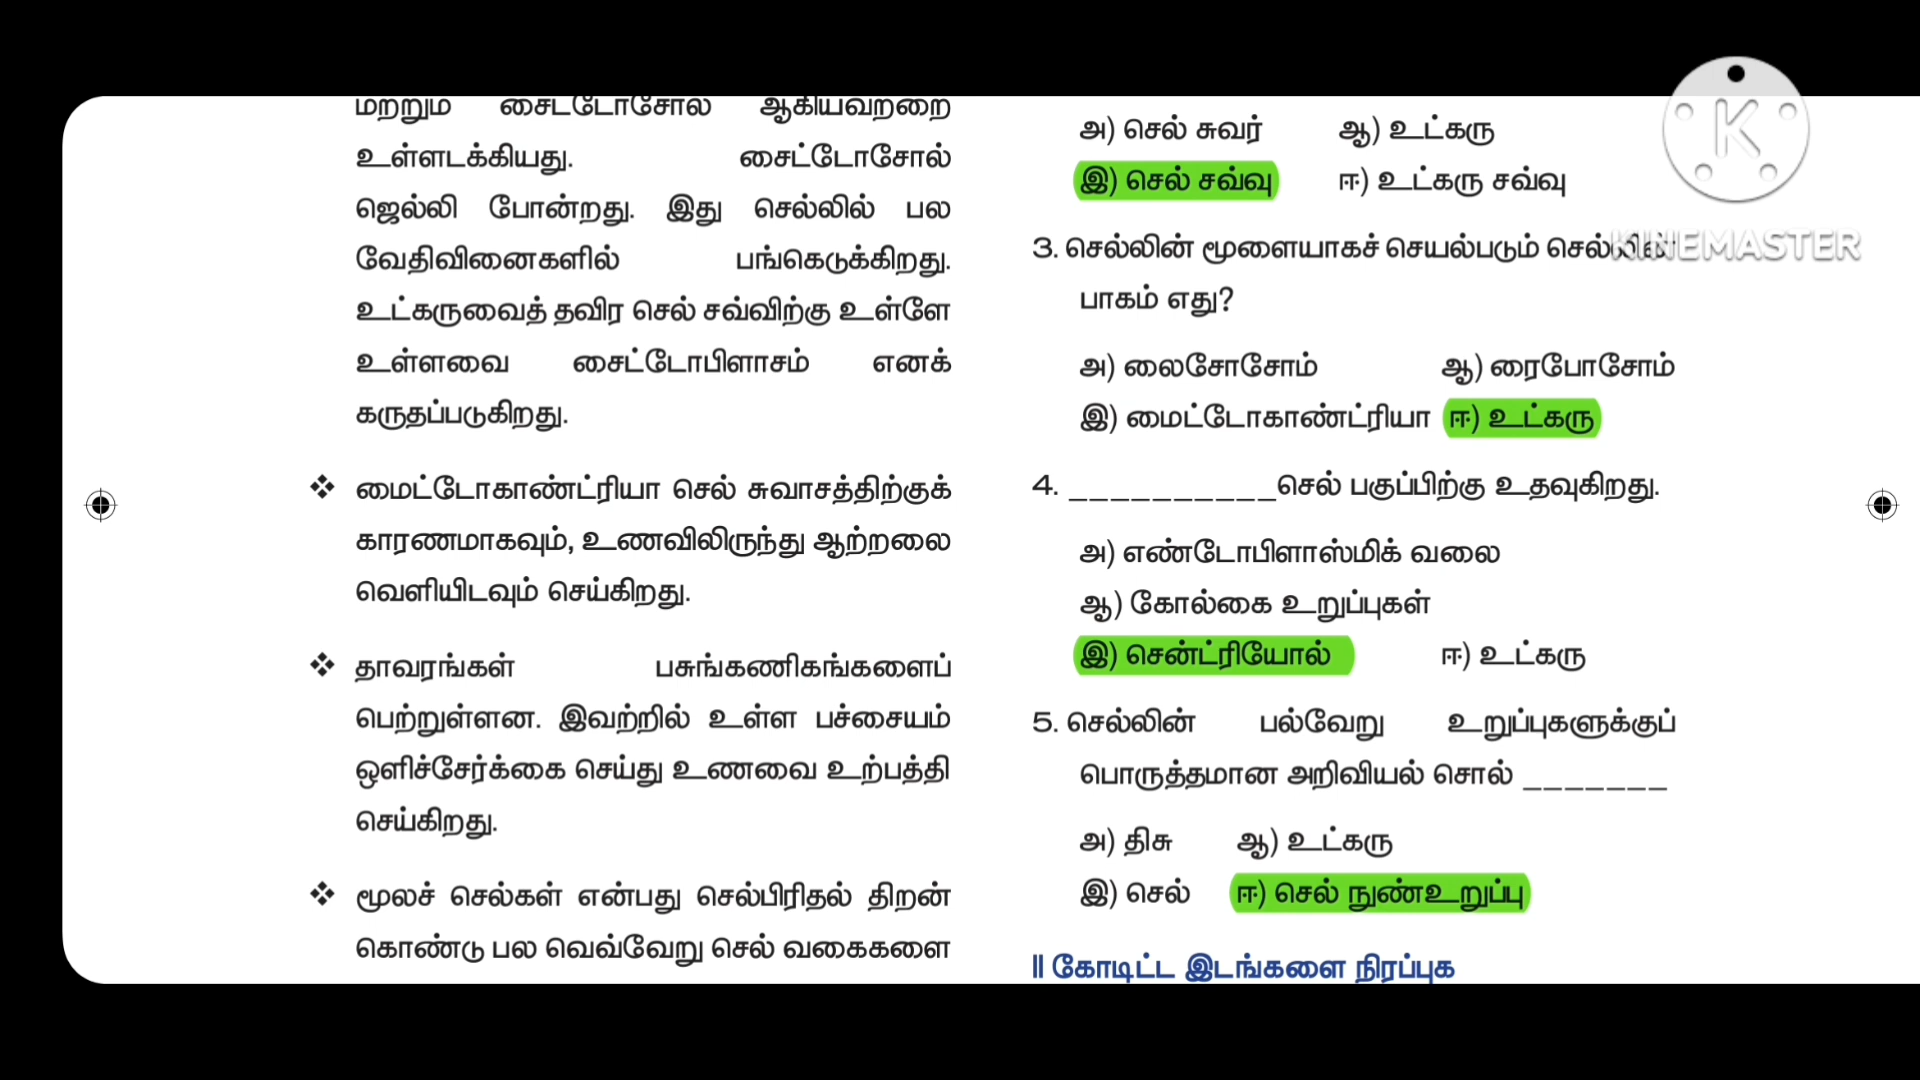 மற்றும் சைட்டோசோல் ஆகியவற்றை
உள்ளடக்கியது. சைட்டோசோல்
ஜெல்லி போன்றது. இது செல்லில் பல
வேதிவினைகளில் பங்கெடுக்கிறது.
உட்கருவைத் தவிர செல் சவ்விற்கு உள்ளே
உள்ளவை சைட்டோபிளாசம் எனக்
கருதப்படுகிறது.
❖ மைட்டோகாண்ட்ரியா செல் சுவாசத்திற்குக்
காரணமாகவும், உணவிலிருந்து ஆற்றலை
வெளியிடவும் செய்கிறது.
❖ தாவரங்கள் பசுங்கணிகங்களைப்
பெற்றுள்ளன. இவற்றில் உள்ள பச்சையம்
ஒளிச்சேர்க்கை செய்து உணவை உற்பத்தி
செய்கிறது.
❖ மூலச் செல்கள் என்பது செல்பிரிதல் திறன்
கொண்டு பல வெவ்வேறு செல் வகைகளை
அ) செல் சுவர் ஆ) உட்கரு
இ) செல் சவ்வு ஈ) உட்கரு சவ்வு
3. செல்லின் மூளையாகச் செயல்படும் செல்லின்
பாகம் எது?
அ) லைசோசோம் ஆ) ரைபோசோம்
இ) மைட்டோகாண்ட்ரியா ஈ) உட்கரு
4. __________செல் பகுப்பிற்கு உதவுகிறது.
அ) எண்டோபிளாஸ்மிக் வலை
ஆ) கோல்கை உறுப்புகள்
இ) சென்ட்ரியோல் ஈ) உட்கரு
5. செல்லின் பல்வேறு உறுப்புகளுக்குப்
பொருத்தமான அறிவியல் சொல் _______
அ) திசு ஆ) உட்கரு
இ) செல் ஈ) செல் நுண்உறுப்பு
II கோடிட்ட இடங்களை நிரப்புக
K
KINEMASTER